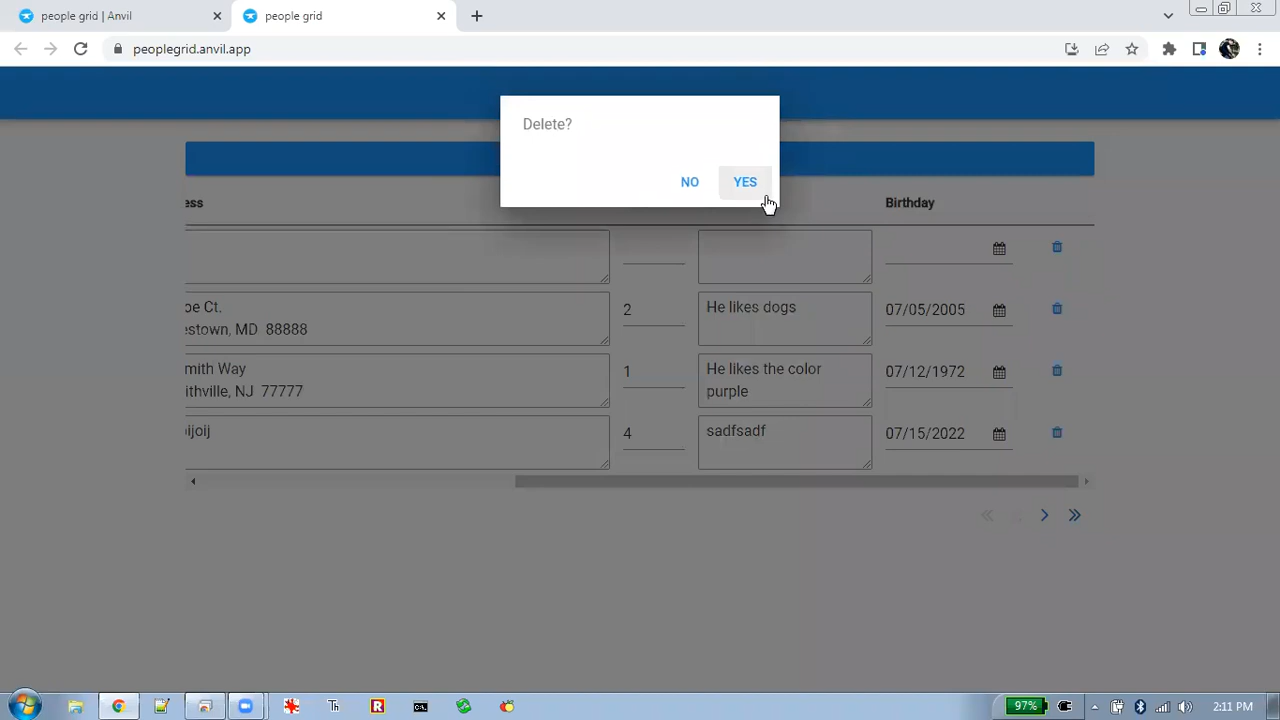 people grid | Anvil
people grid
peoplegrid.anvil.app
Delete?
NO YES
ess Birthday
pe Ct.
estown, MD 88888
2
He likes dogs
07/05/2005
mith Way
ithville, NJ 77777
1
He likes the color
purple
07/12/1972
ijoij
4
sadfsadf
07/15/2022
97%
2:11 PM